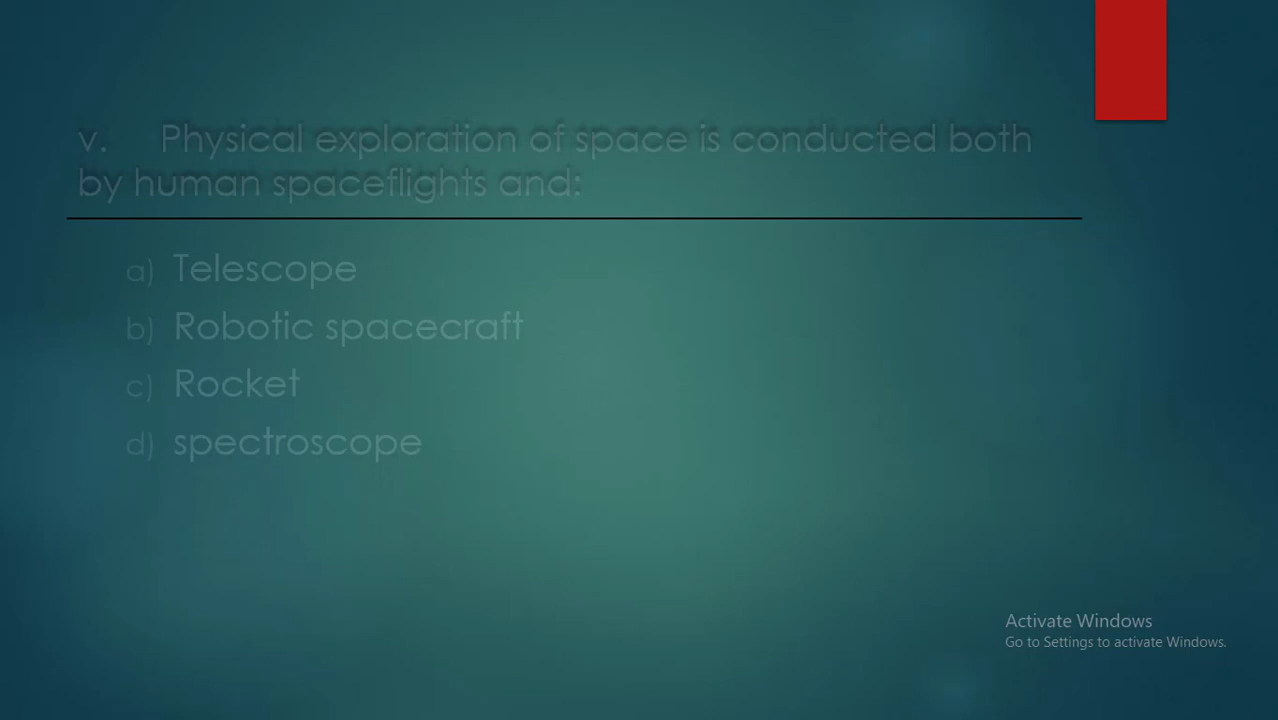 v. Physical exploration of space is conducted both
by human spaceflights and:
a) Telescope
b) Robotic spacecraft
c) Rocket
d) spectroscope
Activate Windows
Go to Settings to activate Windows.